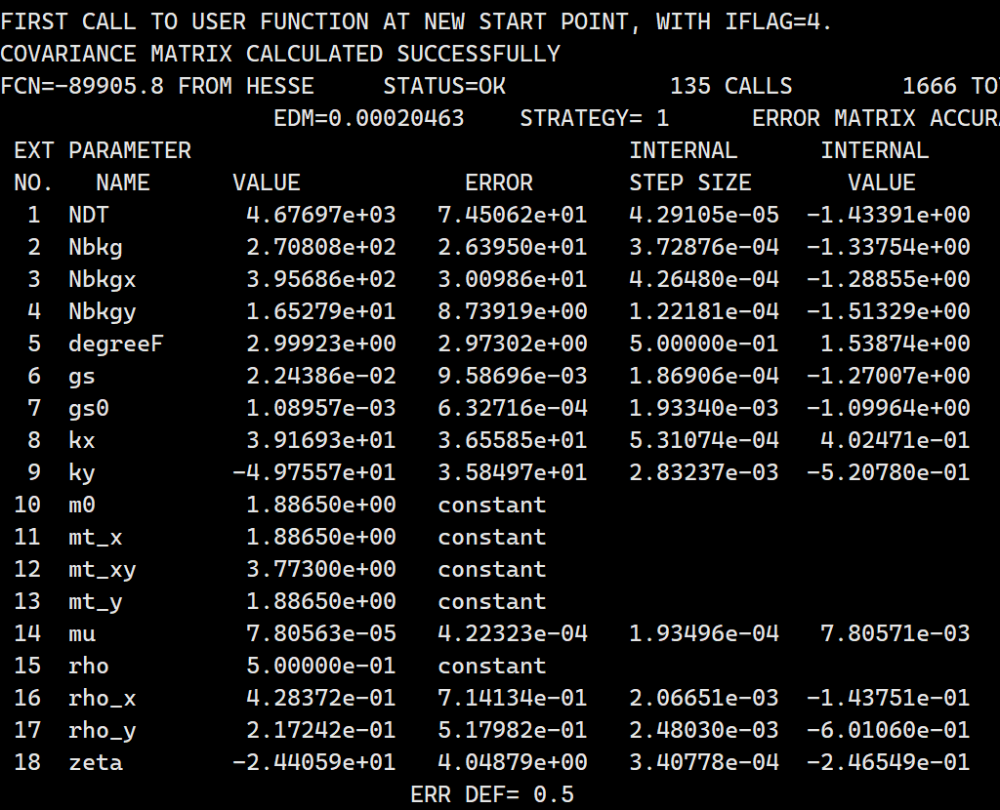 FIRST CALL TO USER FUNCTION AT NEW START POINT, WITH IFLAG=4.
COVARIANCE MATRIX CALCULATED SUCCESSFULLY
FCN=-89905.8 FROM HESSE     STATUS=OK            135 CALLS        1666 TOT
                    EDM=0.00020463    STRATEGY= 1      ERROR MATRIX ACCURA
 EXT PARAMETER                                INTERNAL      INTERNAL
 NO.   NAME      VALUE            ERROR       STEP SIZE       VALUE
  1  NDT          4.67697e+03   7.45062e+01   4.29105e-05  -1.43391e+00
  2  Nbkg         2.70808e+02   2.63950e+01   3.72876e-04  -1.33754e+00
  3  Nbkgx        3.95686e+02   3.00986e+01   4.26480e-04  -1.28855e+00
  4  Nbkgy        1.65279e+01   8.73919e+00   1.22181e-04  -1.51329e+00
  5  degreeF      2.99923e+00   2.97302e+00   5.00000e-01   1.53874e+00
  6  gs           2.24386e-02   9.58696e-03   1.86906e-04  -1.27007e+00
  7  gs0          1.08957e-03   6.32716e-04   1.93340e-03  -1.09964e+00
  8  kx           3.91693e+01   3.65585e+01   5.31074e-04   4.02471e-01
  9  ky          -4.97557e+01   3.58497e+01   2.83237e-03  -5.20780e-01
 10  m0           1.88650e+00   constant
 11  mt_x         1.88650e+00   constant
 12  mt_xy        3.77300e+00   constant
 13  mt_y         1.88650e+00   constant
 14  mu           7.80563e-05   4.22323e-04   1.93496e-04   7.80571e-03
 15  rho          5.00000e-01   constant
 16  rho_x        4.28372e-01   7.14134e-01   2.06651e-03  -1.43751e-01
 17  rho_y        2.17242e-01   5.17982e-01   2.48030e-03  -6.01060e-01
 18  zeta        -2.44059e+01   4.04879e+00   3.40778e-04  -2.46549e-01
                              ERR DEF= 0.5